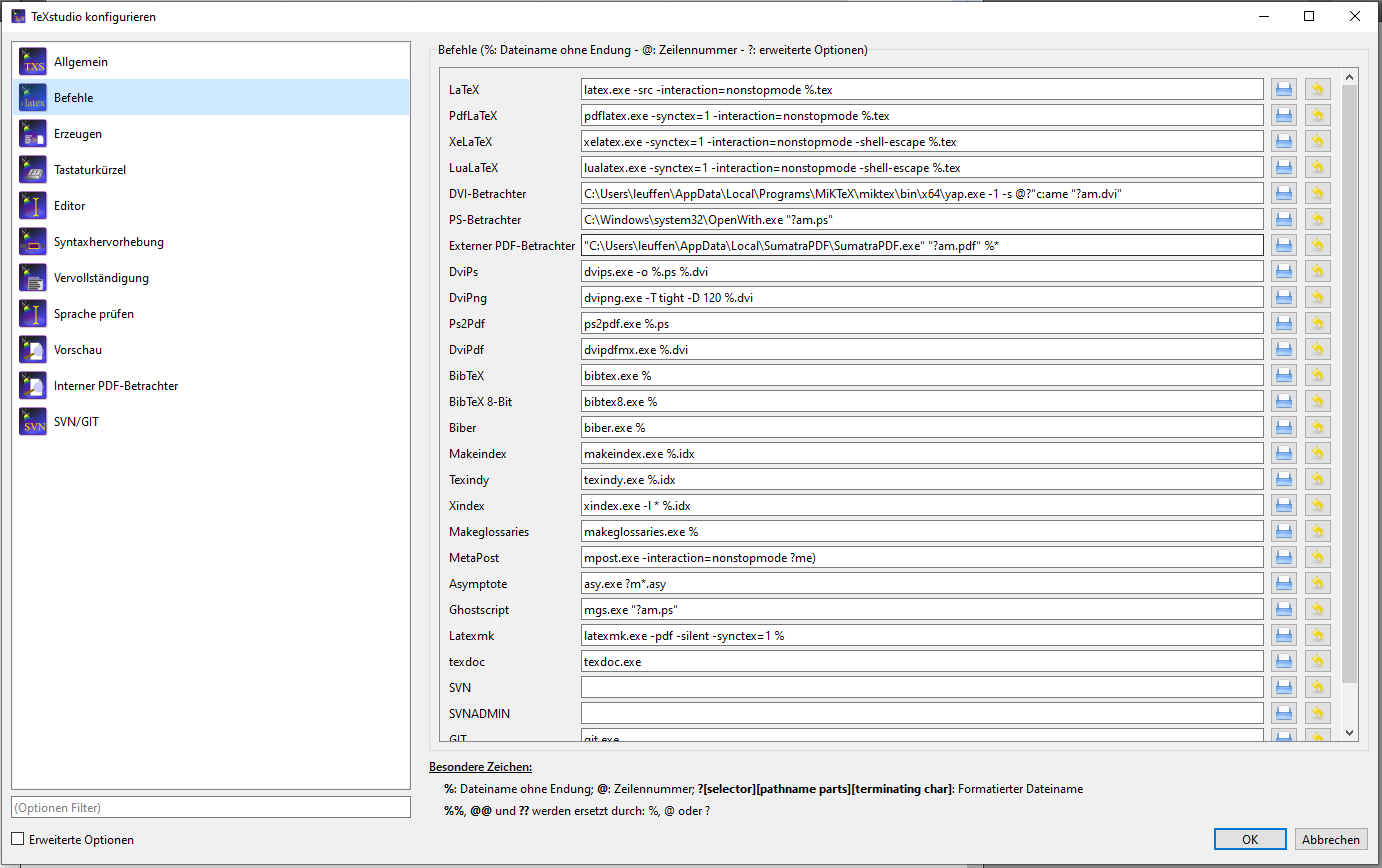 TeXstudio konfigurieren
Allgemein
Befehle
Erzeugen
Tastaturkürzel
Editor
Syntaxhervorhebung
Vervollständigung
Sprache prüfen
Vorschau
Interner PDF-Betrachter
SVN/GIT
(Optionen Filter)
Erweiterte Optionen
Befehle (%: Dateiname ohne Endung - @: Zeilennummer - ?: erweiterte Optionen)
LaTeX latex.exe -src -interaction=nonstopmode %.tex
PdfLaTeX pdflatex.exe -synctex=1 -interaction=nonstopmode %.tex
XeLaTeX xelatex.exe -synctex=1 -interaction=nonstopmode -shell-escape %.tex
LuaLaTeX lualatex.exe -synctex=1 -interaction=nonstopmode -shell-escape %.tex
DVI-Betrachter C:\Users\leuffen\AppData\Local\Programs\MiKTeX\miktex\bin\x64\yap.exe -1 -s @?"c:ame "?am.dvi"
PS-Betrachter C:\Windows\system32\OpenWith.exe "?am.ps"
Externer PDF-Betrachter "C:\Users\leuffen\AppData\Local\SumatraPDF\SumatraPDF.exe" "?am.pdf" %*
DviPs dvips.exe -o %.ps %.dvi
DviPng dvipng.exe -T tight -D 120 %.dvi
Ps2Pdf ps2pdf.exe %.ps
DviPdf dvipdfmx.exe %.dvi
BibTeX bibtex.exe %
BibTeX 8-Bit bibtex8.exe %
Biber biber.exe %
Makeindex makeindex.exe %.idx
Texindy texindy.exe %.idx
Xindex xindex.exe -l * %.idx
Makeglossaries makeglossaries.exe %
MetaPost mpost.exe -interaction=nonstopmode ?me)
Asymptote asy.exe ?m*.asy
Ghostscript mgs.exe "?am.ps"
Latexmk latexmk.exe -pdf -silent -synctex=1 %
texdoc texdoc.exe
SVN
SVNADMIN
GIT git.exe
Besondere Zeichen:
%: Dateiname ohne Endung; @: Zeilennummer; ?[selector][pathname parts][terminating char]: Formatierter Dateiname
%%, @@ und ?? werden ersetzt durch: %, @ oder ?
OK Abbrechen